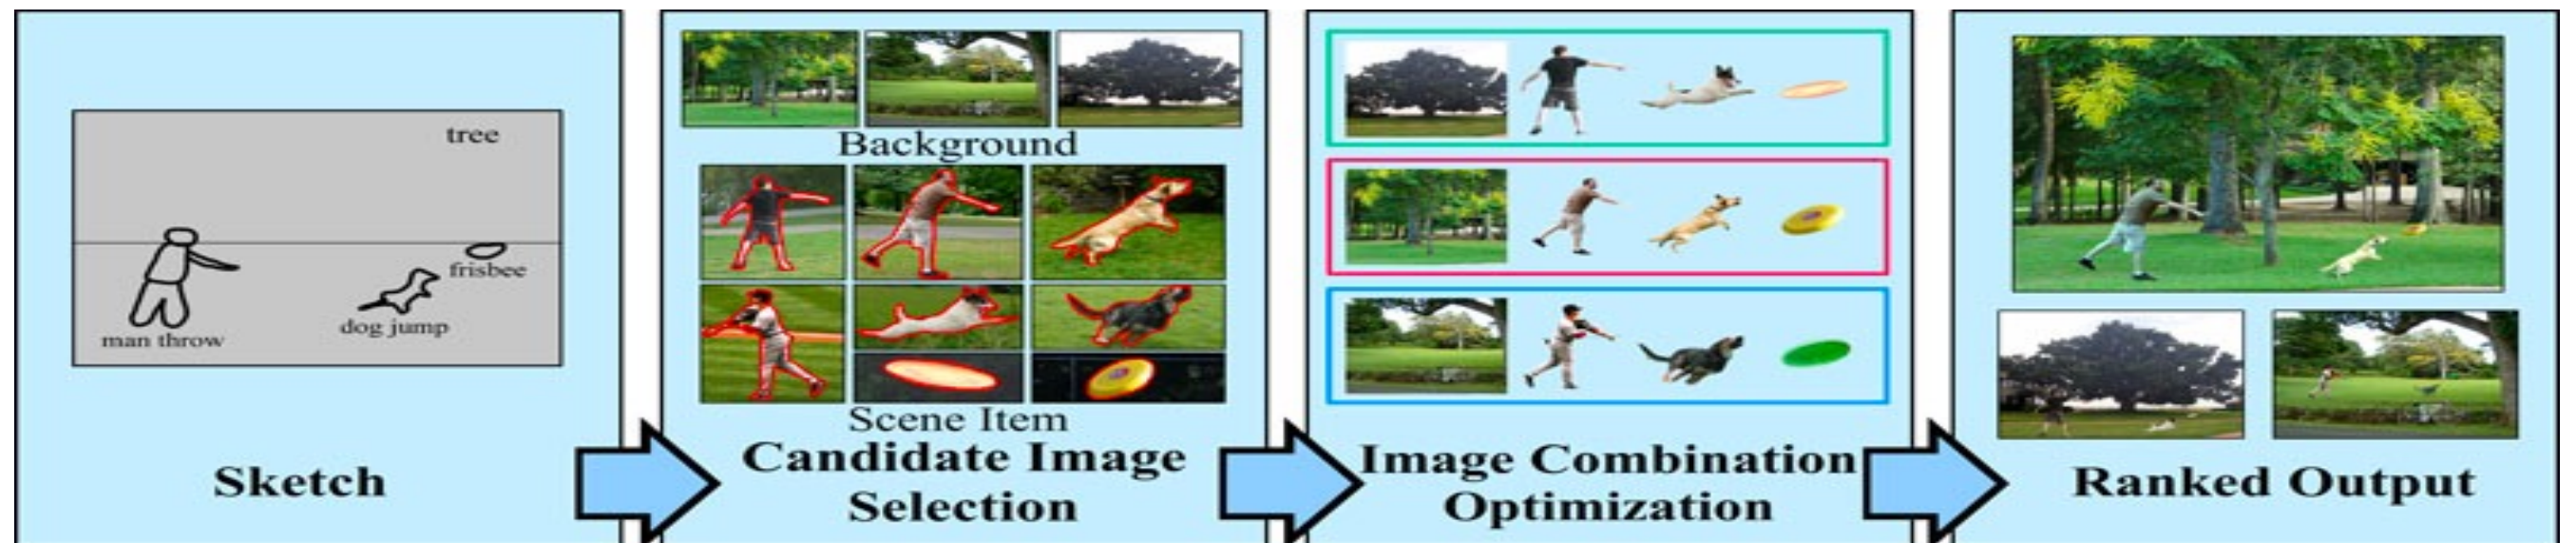 tree
frisbee
dog jump
man throw
Sketch
Background
Scene Item
Candidate Image
Selection
Image Combination
Optimization
Ranked Output